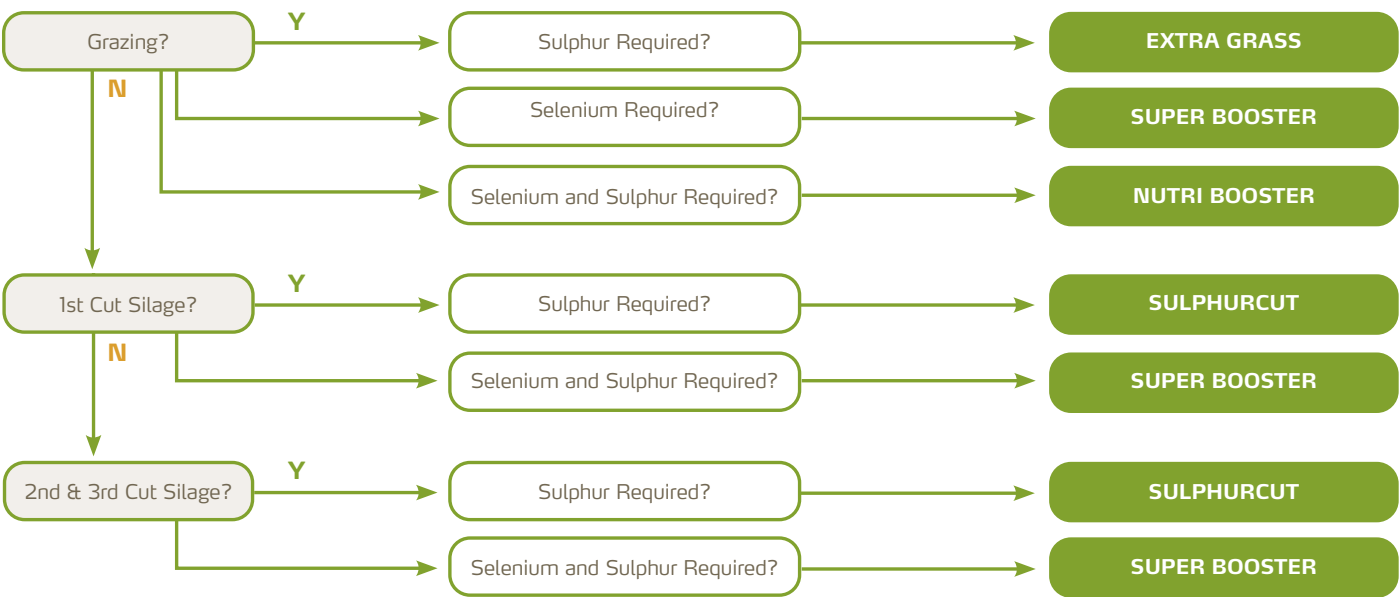 Grazing?
Y
Sulphur Required?
EXTRA GRASS
N
Selenium Required?
SUPER BOOSTER
Selenium and Sulphur Required?
NUTRI BOOSTER
1st Cut Silage?
Y
Sulphur Required?
SULPHURCUT
N
Selenium and Sulphur Required?
SUPER BOOSTER
2nd & 3rd Cut Silage?
Y
Sulphur Required?
SULPHURCUT
Selenium and Sulphur Required?
SUPER BOOSTER